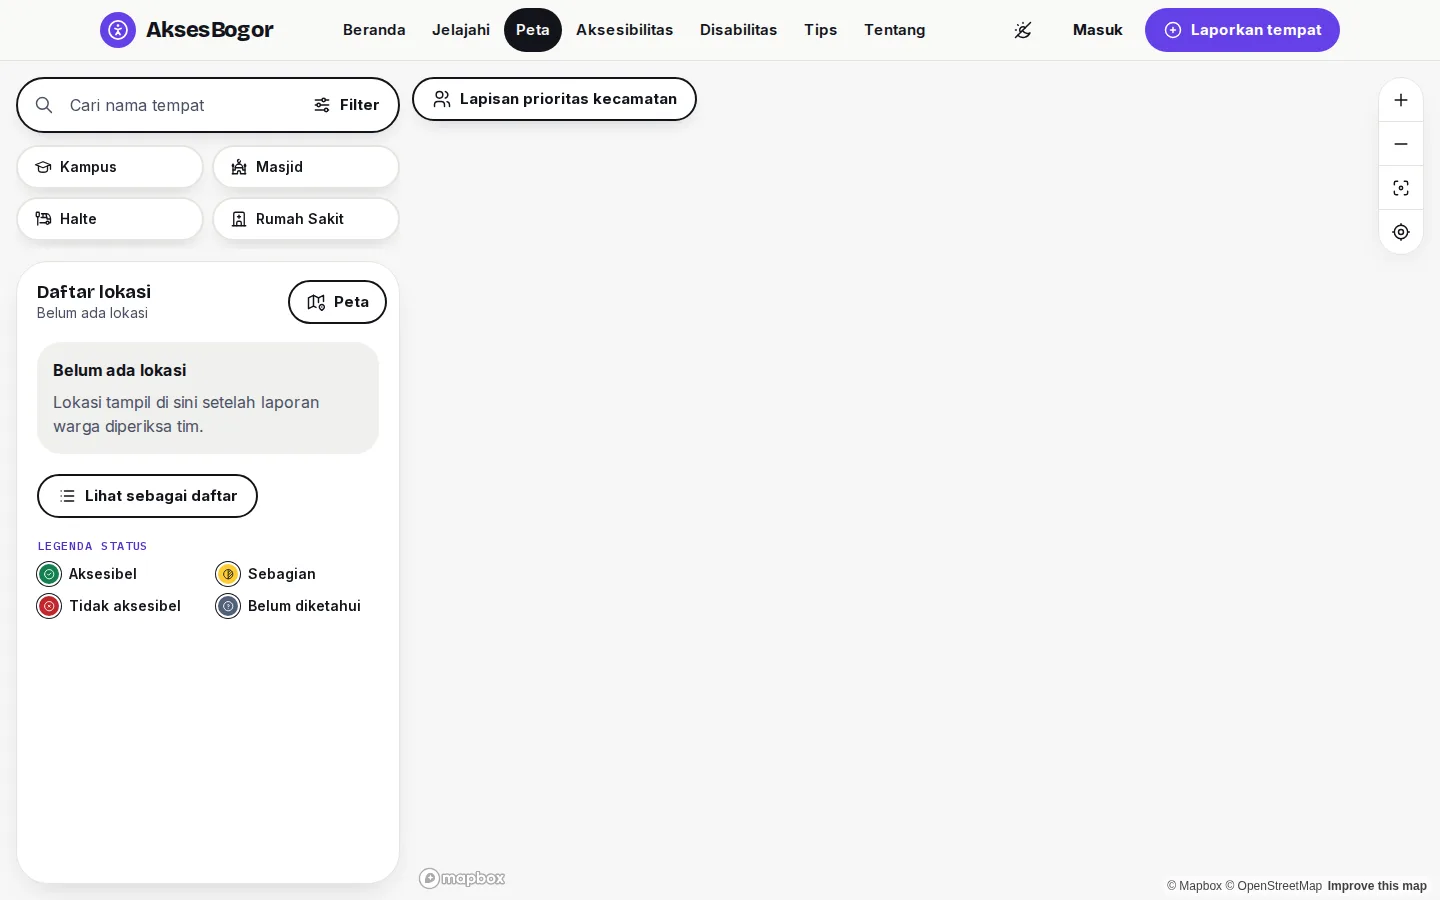 AksesBogor
Beranda
Jelajahi
Peta
Aksesibilitas
Disabilitas
Tips
Tentang
Masuk
Laporkan tempat
Cari nama tempat
Filter
Lapisan prioritas kecamatan
Kampus
Masjid
Halte
Rumah Sakit
Daftar lokasi
Belum ada lokasi
Peta
Belum ada lokasi
Lokasi tampil di sini setelah laporan
warga diperiksa tim.
Lihat sebagai daftar
LEGENDA STATUS
Aksesibel
Sebagian
Tidak aksesibel
Belum diketahui
mapbox
© Mapbox © OpenStreetMap Improve this map